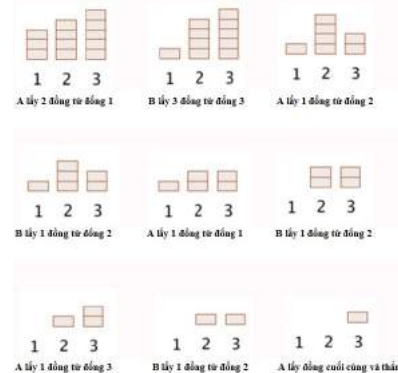 1 2 3
A lấy 2 đồng từ đống 1
1 2 3
B lấy 3 đồng từ đống 3
1 2 3
A lấy 1 đồng từ đống 2
1 2 3
B lấy 1 đồng từ đống 2
1 2 3
A lấy 1 đồng từ đống 1
1 2 3
B lấy 1 đồng từ đống 2
1 2 3
A lấy 1 đồng từ đống 3
1 2 3
B lấy 1 đồng từ đống 2
1 2 3
A lấy đồng cuối cùng và thắn